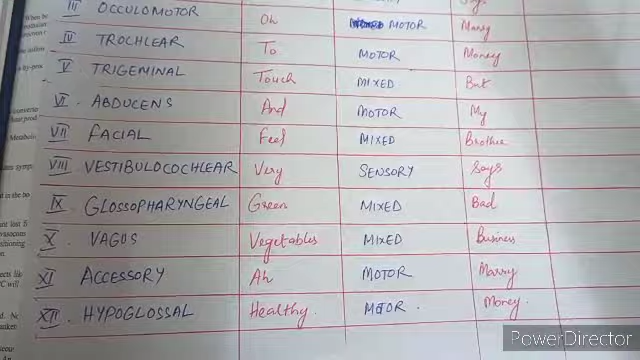 Says
III OCCULOMOTOR Oh MOTOR Marry
IV TROCHLEAR To MOTOR Money
V TRIGEMINAL Touch MIXED But
VI. ABDUCENS And MOTOR My
VII FACIAL Feel MIXED Brother
VIII VESTIBULOCOCHLEAR Very SENSORY Says
IX GLOSSOPHARYNGEAL Green MIXED Bad
X. VAGUS Vegetables MIXED Business
XI ACCESSORY Ah MOTOR Marry
XII. HYPOGLOSSAL Healthy. MOTOR. Money.
PowerDirector